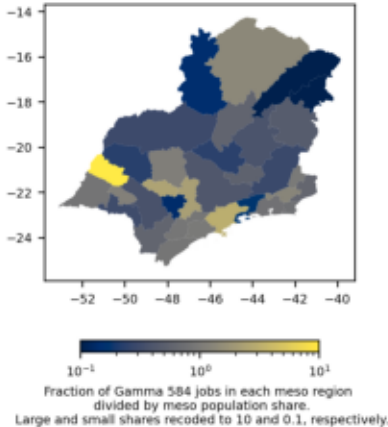 −14
−16
−18
−20
−22
−24
−52 −50 −48 −46 −44 −42 −40
10⁻¹ 10⁰ 10¹
Fraction of Gamma 584 jobs in each meso region
divided by meso population share.
Large and small shares recoded to 10 and 0.1, respectively.